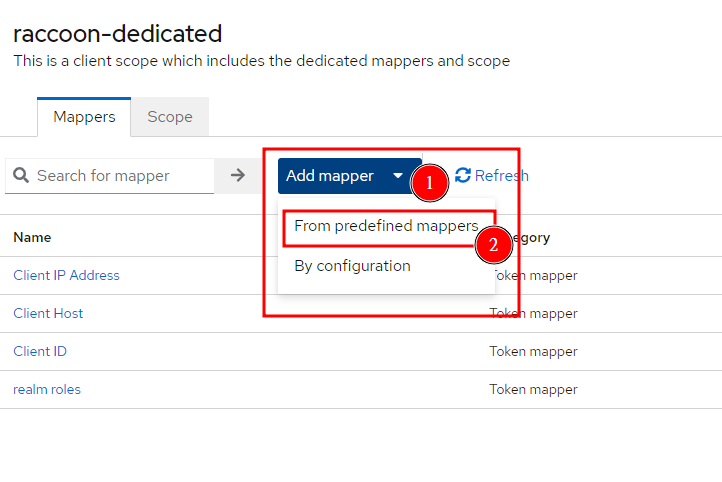 raccoon-dedicated
This is a client scope which includes the dedicated mappers and scope
Mappers Scope
Search for mapper Add mapper 1 Refresh
From predefined mappers 2
By configuration
Name
Client IP Address Token mapper
Client Host Token mapper
Client ID Token mapper
realm roles Token mapper